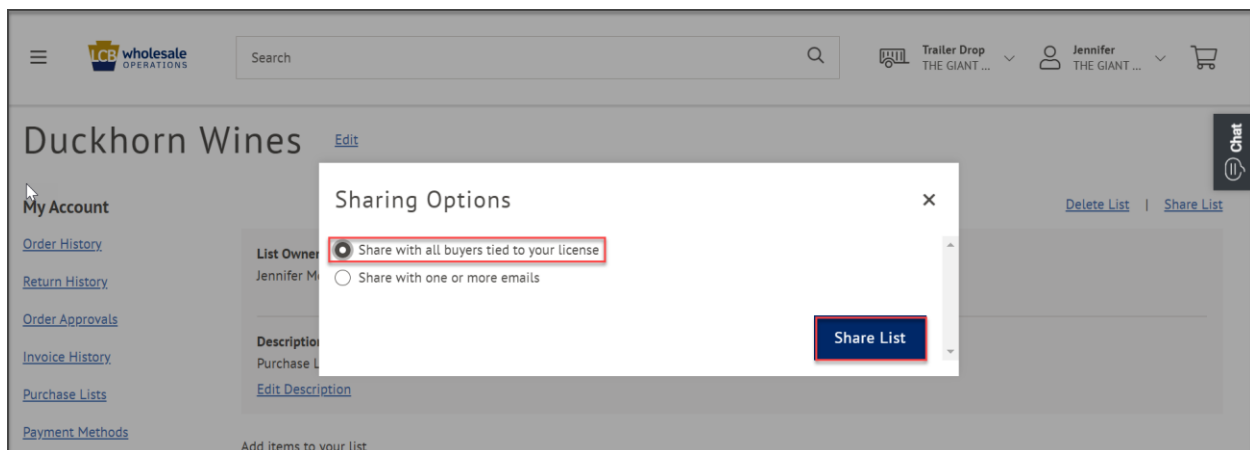 LCB wholesale
OPERATIONS
Search
Trailer Drop
THE GIANT ...
Jennifer
THE GIANT ...
Duckhorn Wines Edit
Chat
Sharing Options
My Account
Delete List | Share List
Order History
List Owner
Share with all buyers tied to your license
Jennifer
Share with one or more emails
Return History
Order Approvals
Share List
Description
Invoice History
Purchase
Purchase Lists
Edit Description
Payment Methods
Add items to your list